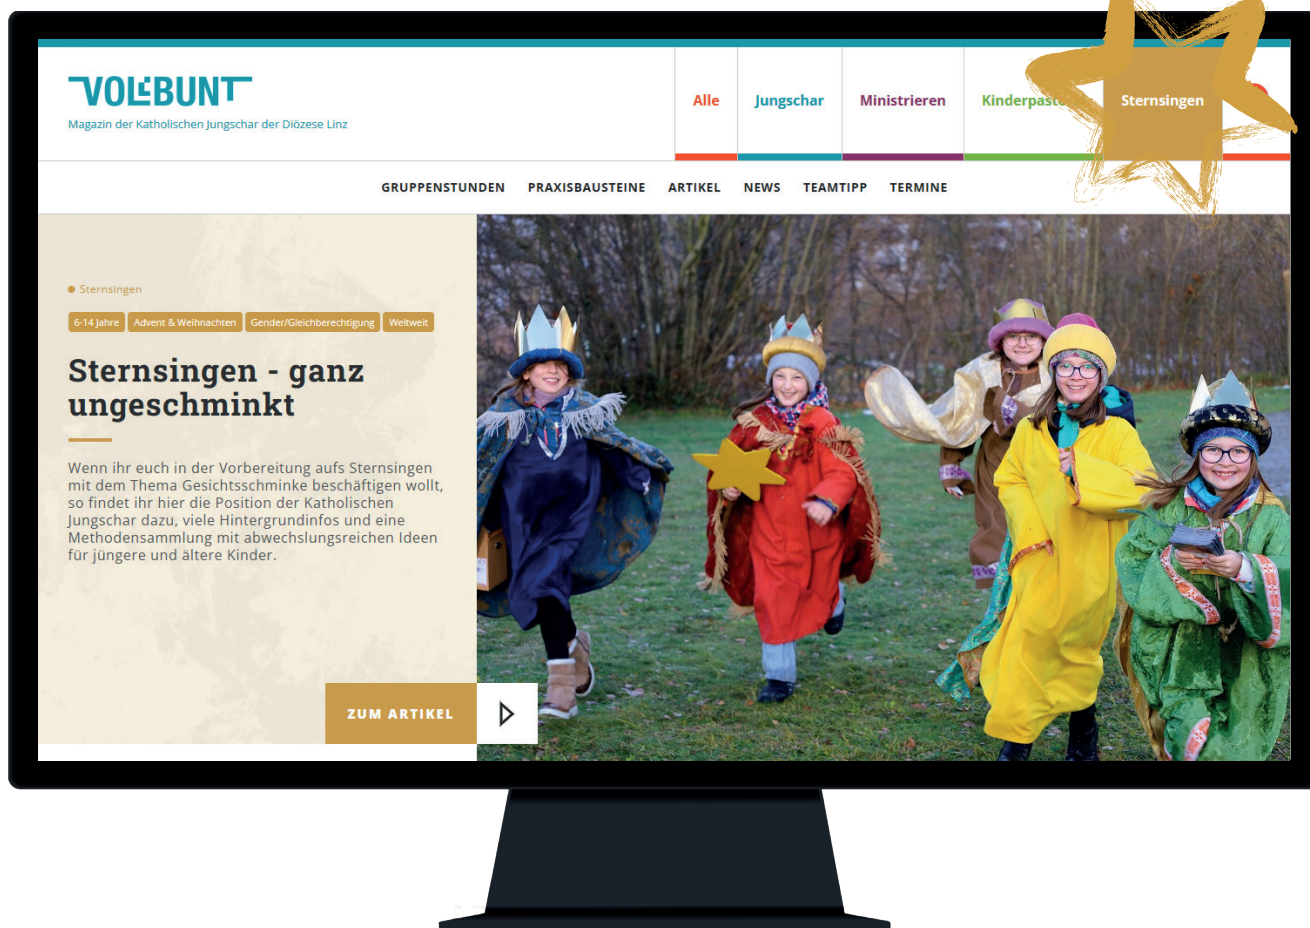 VOLLBUNT
Magazin der Katholischen Jungschar der Diözese Linz
Alle
Jungschar
Ministrieren
Sternsingen
GRUPPENSTUNDEN PRAXISBAUSTEINE ARTIKEL NEWS TEAMTIPP TERMINE
Sternsingen
6-14 Jahre
Advent & Weihnachten
Gender/Gleichberechtigung
Weltweit
Sternsingen - ganz
ungeschminkt
Wenn ihr euch in der Vorbereitung aufs Sternsingen
mit dem Thema Gesichtsschminke beschäftigen wollt,
so findet ihr hier die Position der Katholischen
Jungschar dazu, viele Hintergrundinfos und eine
Methodensammlung mit abwechslungsreichen Ideen
für jüngere und ältere Kinder.
ZUM ARTIKEL